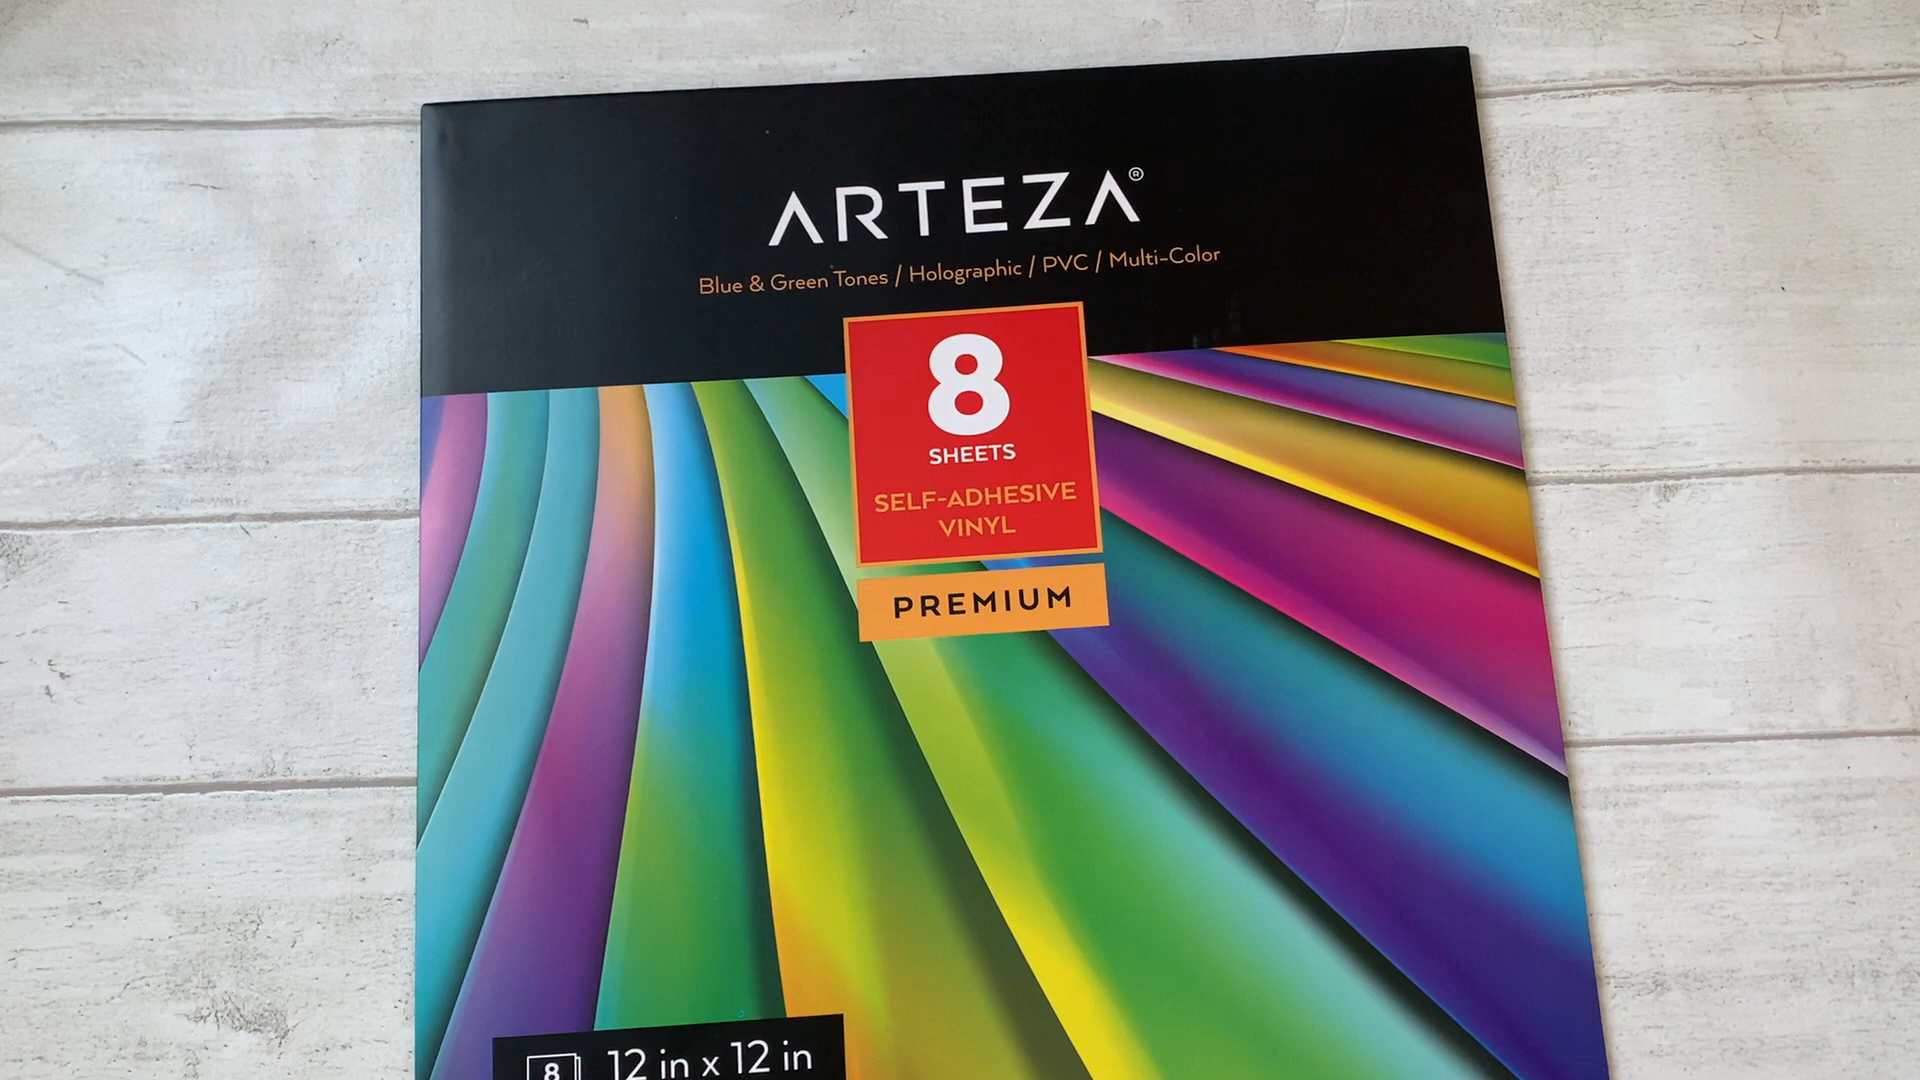 ARTEZA®
Blue & Green Tones / Holographic / PVC / Multi-Color
8
SHEETS
SELF-ADHESIVE
VINYL
PREMIUM
8 12 in x 12 in